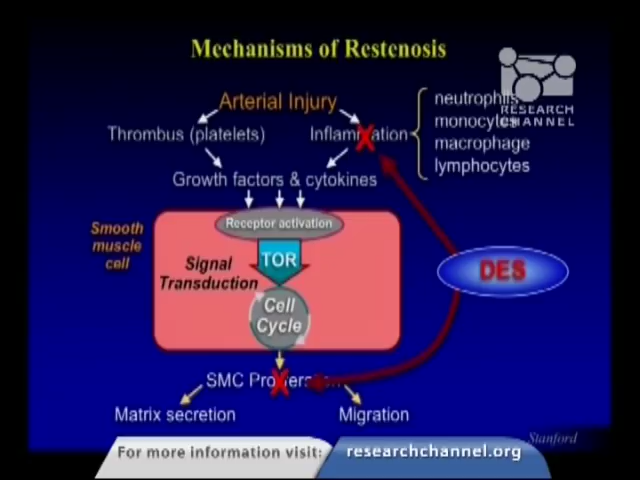 Mechanisms of Restenosis
RESEARCH
CHANNEL
Arterial Injury
Thrombus (platelets)
neutrophils
monocytes
macrophage
lymphocytes
Growth factors & cytokines
Smooth
muscle
cell
Receptor activation
TOR
Signal
Transduction
Cell
Cycle
DES
SMC
Matrix secretion
Migration
Stanford
For more information visit:
researchchannel.org